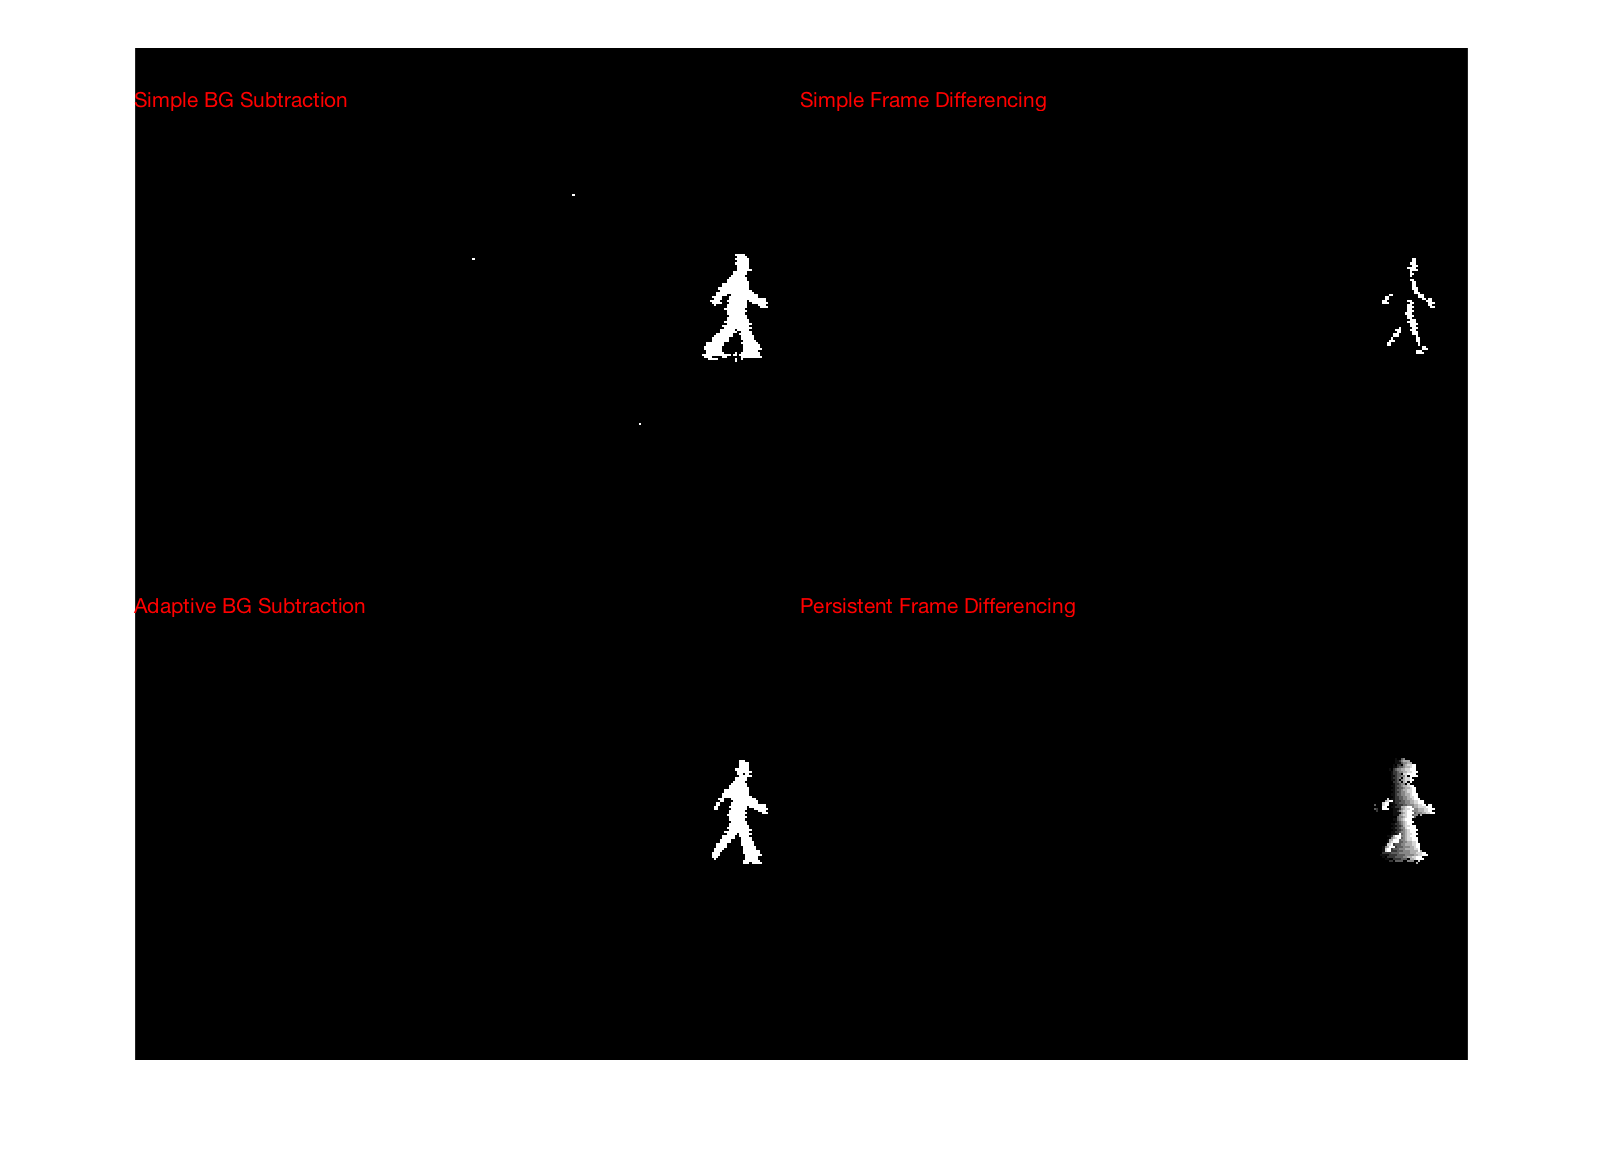 Simple BG Subtraction
Simple Frame Differencing
Adaptive BG Subtraction
Persistent Frame Differencing